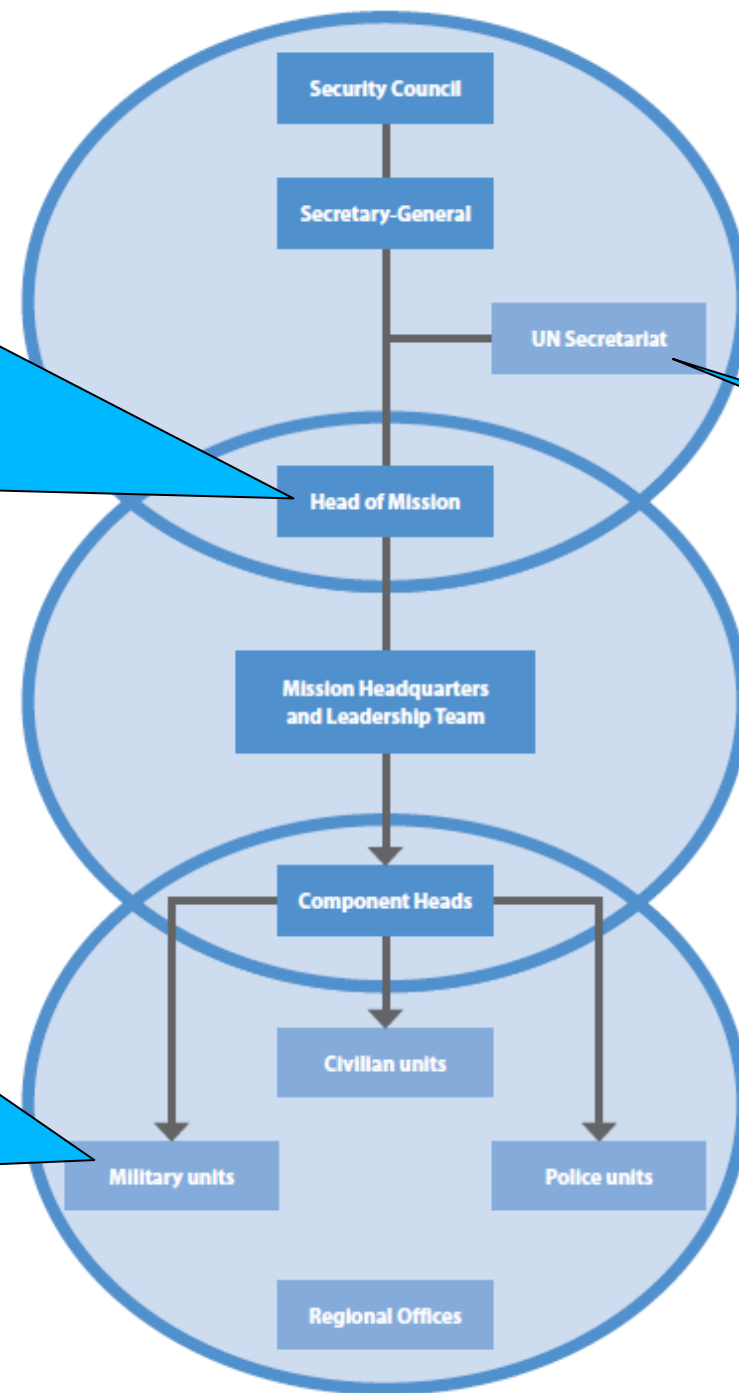 Security Council
Secretary-General
UN Secretariat
Head of Mission
Mission Headquarters
and Leadership Team
Component Heads
Civilian units
Military units
Police units
Regional Offices